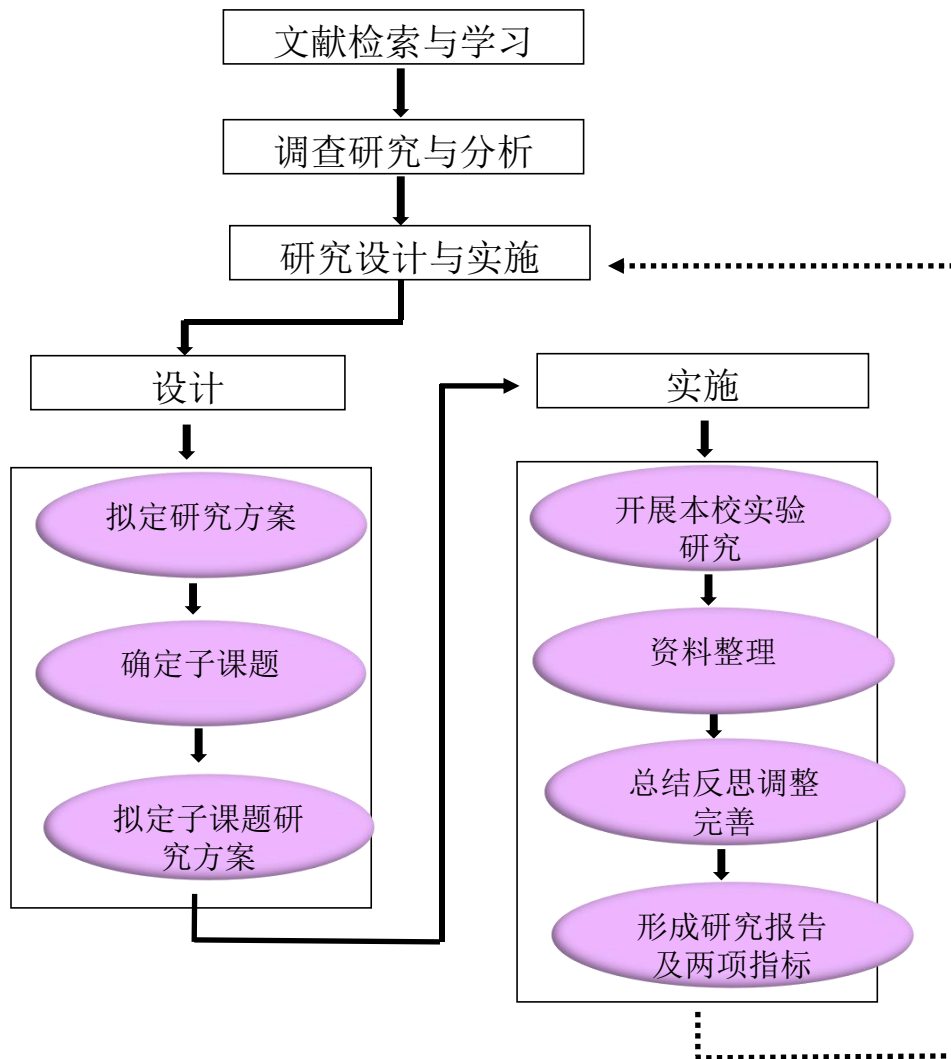 文献检索与学习
调查研究与分析
研究设计与实施
设计
拟定研究方案
确定子课题
拟定子课题研
究方案
实施
开展本校实验
研究
资料整理
总结反思调整
完善
形成研究报告
及两项指标